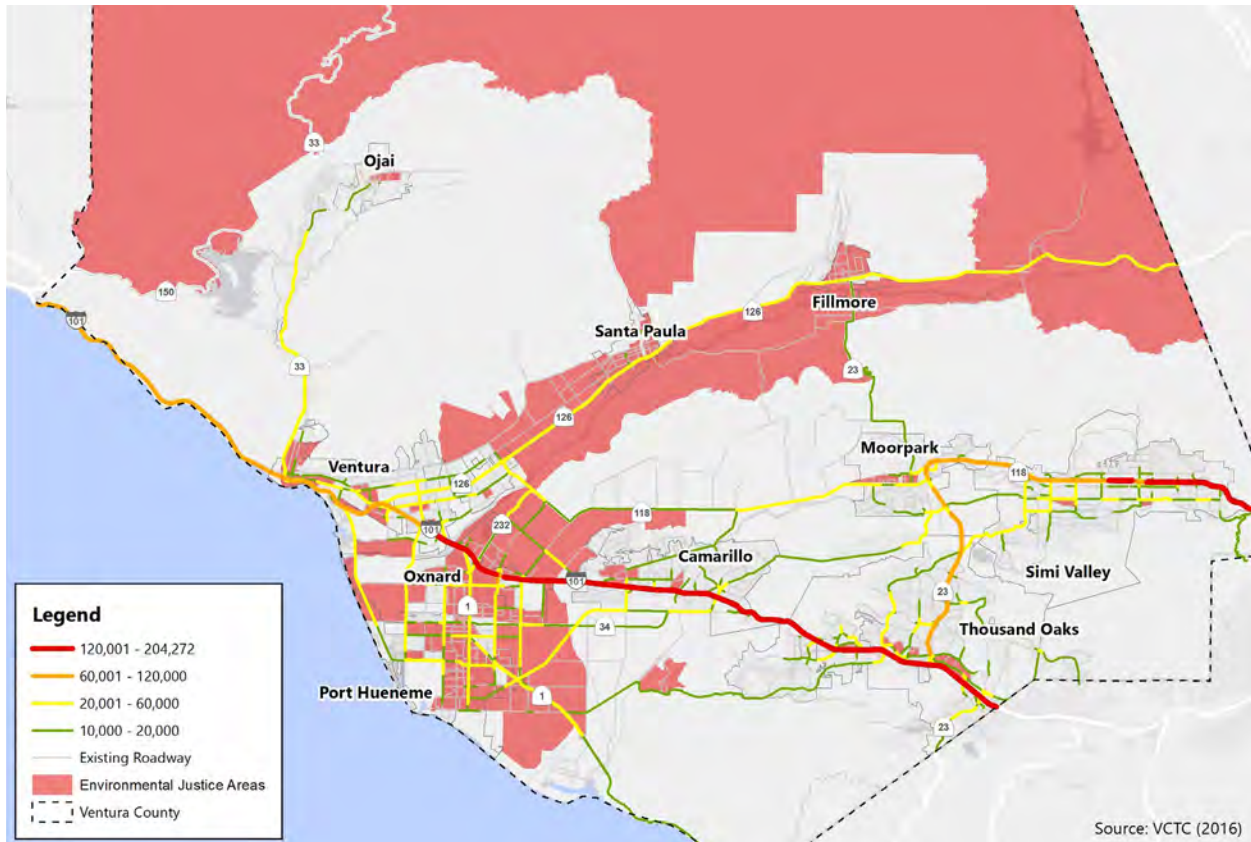 33
Ojai
150
101
33
126
Fillmore
Santa Paula
126
23
126
Moorpark
Ventura
126
118
118
101
232
Camarillo
Oxnard
101
Simi Valley
1
34
23
Thousand Oaks
Port Hueneme
1
23
Legend
120,001 - 204,272
60,001 - 120,000
20,001 - 60,000
10,000 - 20,000
Existing Roadway
Environmental Justice Areas
Ventura County
Source: VCTC (2016)